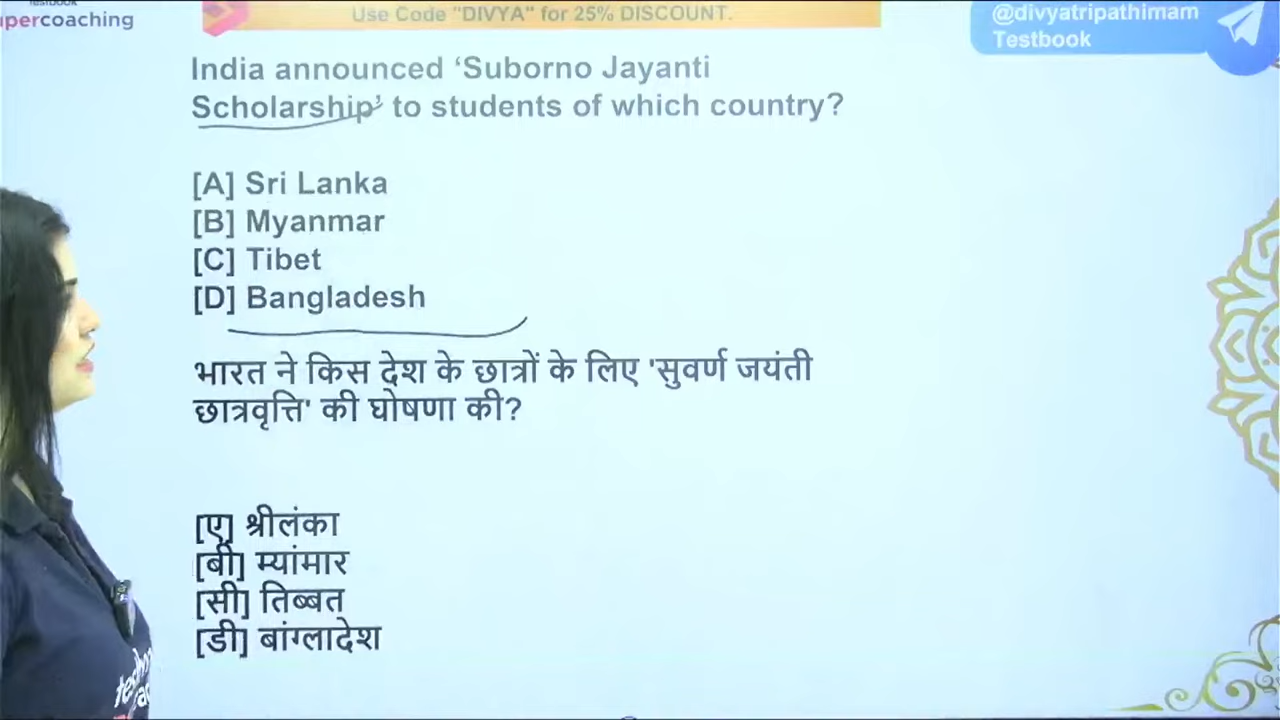 Testbook
percoaching
Use Code "DIVYA" for 25% DISCOUNT.
@divyatripathimam
Testbook
India announced ‘Suborno Jayanti
Scholarship’ to students of which country?
[A] Sri Lanka
[B] Myanmar
[C] Tibet
[D] Bangladesh
भारत ने किस देश के छात्रों के लिए 'सुवर्ण जयंती
छात्रवृत्ति' की घोषणा की?
[ए] श्रीलंका
[बी] म्यांमार
[सी] तिब्बत
[डी] बांग्लादेश